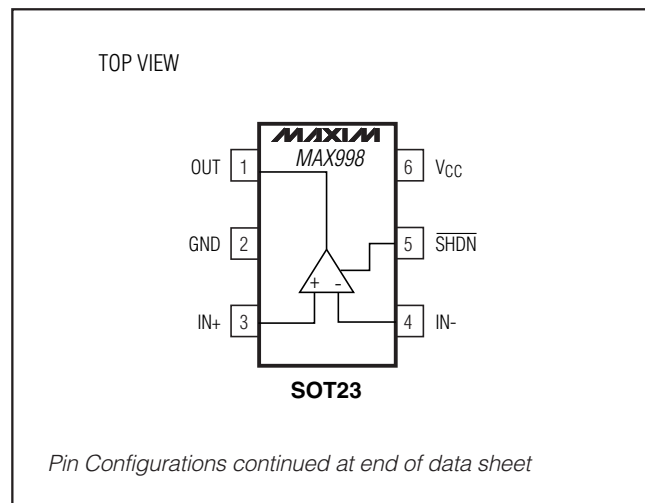 TOP VIEW
MAXIM
MAX998
OUT 1
6 VCC
GND 2
5 SHDN
+ -
IN+ 3
4 IN-
SOT23
Pin Configurations continued at end of data sheet